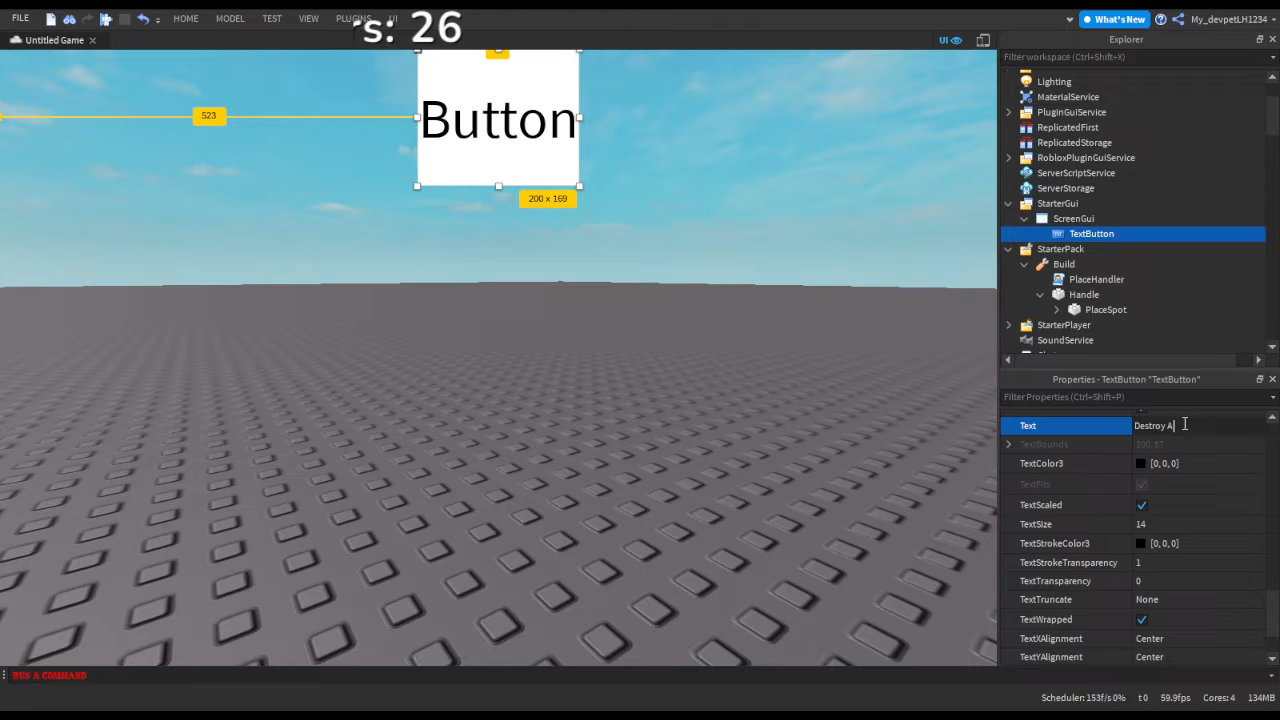 FILE
HOME
MODEL
TEST
VIEW
PLUGINS
UI
s: 26
What's New
My_devpetLH1234
Untitled Game
UI
Explorer
Filter workspace (Ctrl+Shift+X)
Lighting
MaterialService
PluginGuiService
ReplicatedFirst
ReplicatedStorage
RobloxPluginGuiService
ServerScriptService
ServerStorage
StarterGui
ScreenGui
TextButton
StarterPack
Build
PlaceHandler
Handle
PlaceSpot
StarterPlayer
SoundService
523
Button
200 x 169
Properties - TextButton "TextButton"
Filter Properties (Ctrl+Shift+P)
Text Destroy A
TextBounds 200, 67
TextColor3 [0,0,0]
TextFits
TextScaled
TextSize 14
TextStrokeColor3 [0,0,0]
TextStrokeTransparency 1
TextTransparency 0
TextTruncate None
TextWrapped
TextXAlignment Center
TextYAlignment Center
RUN A COMMAND
Scheduler: 153f/s 0% t 0 59.9fps Cores: 4 134MB